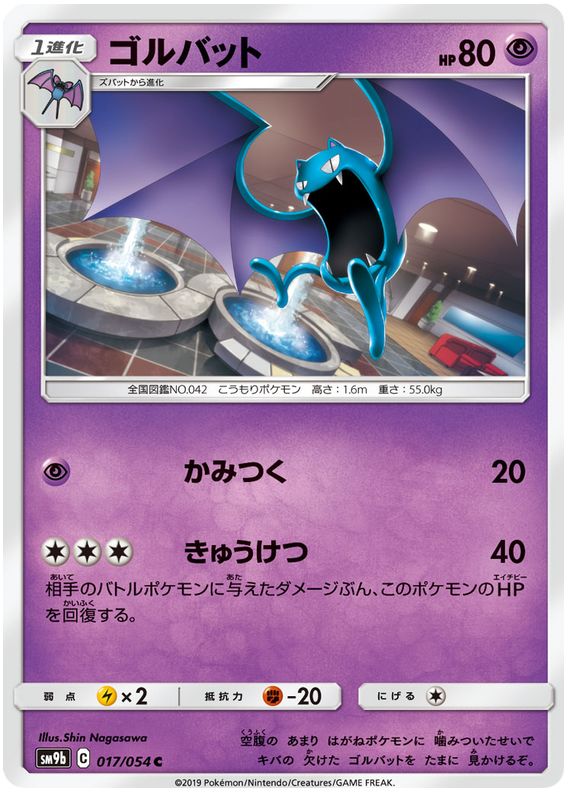 1進化 ゴルバット HP80
ズバットから進化
全国図鑑NO.042 こうもりポケモン 高さ：1.6m 重さ：55.0kg
かみつく 20
きゅうけつ 40
相手のバトルポケモンに与えたダメージぶん、このポケモンのHP
を回復する。
弱点 ×2 抵抗力 -20 にげる
Illus.Shin Nagasawa
sm9b C 017/054 C
空腹の あまり はがねポケモンに 噛みついたせいで
キバの 欠けた ゴルバットを たまに 見かけるぞ。
©2019 Pokémon/Nintendo/Creatures/GAME FREAK.